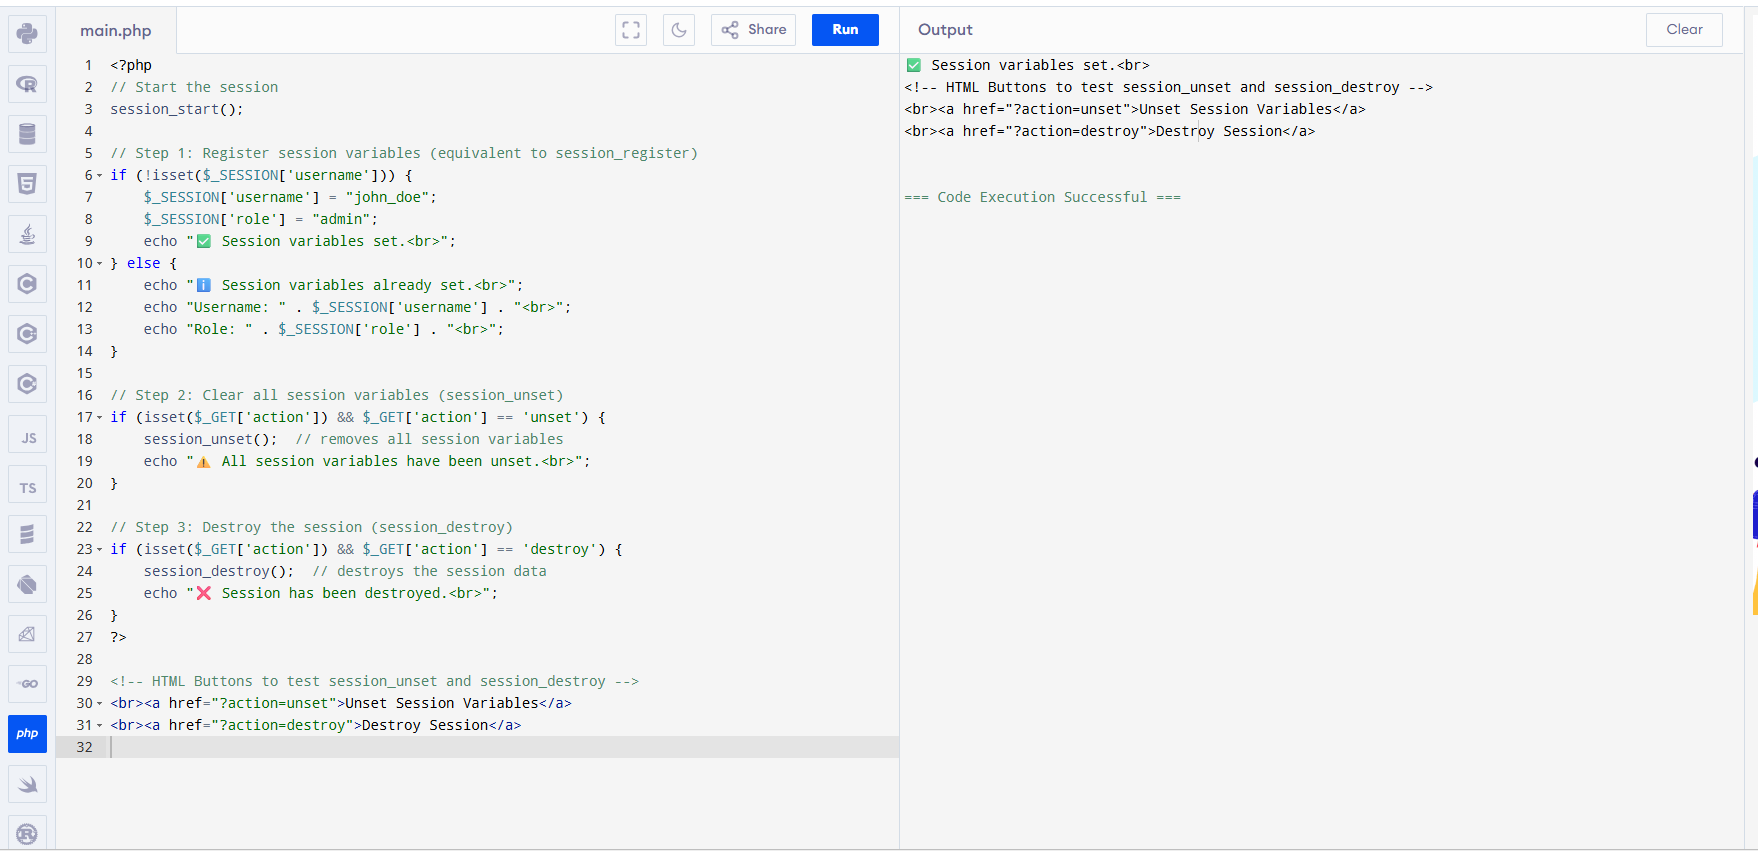 main.php
Share
Run
Output
Clear
1 <?php
2 // Start the session
3 session_start();
4
5 // Step 1: Register session variables (equivalent to session_register)
6 if (!isset($_SESSION['username'])) {
7     $_SESSION['username'] = "john_doe";
8     $_SESSION['role'] = "admin";
9     echo "✅ Session variables set.<br>";
10 } else {
11     echo "ℹ️ Session variables already set.<br>";
12     echo "Username: " . $_SESSION['username'] . "<br>";
13     echo "Role: " . $_SESSION['role'] . "<br>";
14 }
15
16 // Step 2: Clear all session variables (session_unset)
17 if (isset($_GET['action']) && $_GET['action'] == 'unset') {
18     session_unset();  // removes all session variables
19     echo "⚠️ All session variables have been unset.<br>";
20 }
21
22 // Step 3: Destroy the session (session_destroy)
23 if (isset($_GET['action']) && $_GET['action'] == 'destroy') {
24     session_destroy();  // destroys the session data
25     echo "❌ Session has been destroyed.<br>";
26 }
27 ?>
28
29 <!-- HTML Buttons to test session_unset and session_destroy -->
30 <br><a href="?action=unset">Unset Session Variables</a>
31 <br><a href="?action=destroy">Destroy Session</a>
32
✅ Session variables set.<br>
<!-- HTML Buttons to test session_unset and session_destroy -->
<br><a href="?action=unset">Unset Session Variables</a>
<br><a href="?action=destroy">Destroy Session</a>
=== Code Execution Successful ===
R
5
C
C
C
JS
TS
GO
php
R